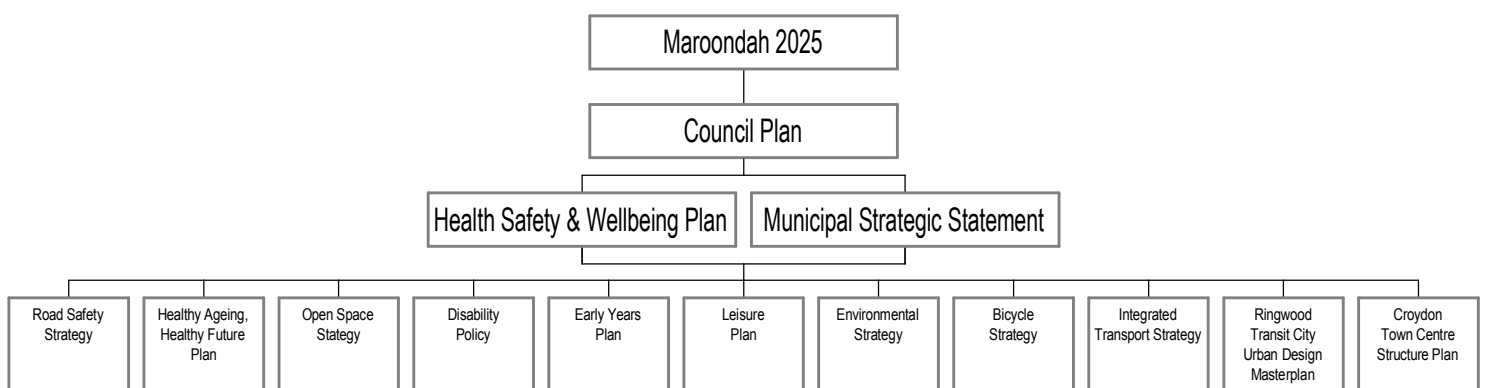 Maroondah 2025
Council Plan
Health Safety & Wellbeing Plan
Municipal Strategic Statement
Road Safety
Strategy
Healthy Ageing,
Healthy Future
Plan
Open Space
Stategy
Disability
Policy
Early Years
Plan
Leisure
Plan
Environmental
Strategy
Bicycle
Strategy
Integrated
Transport Strategy
Ringwood
Transit City
Urban Design
Masterplan
Croydon
Town Centre
Structure Plan